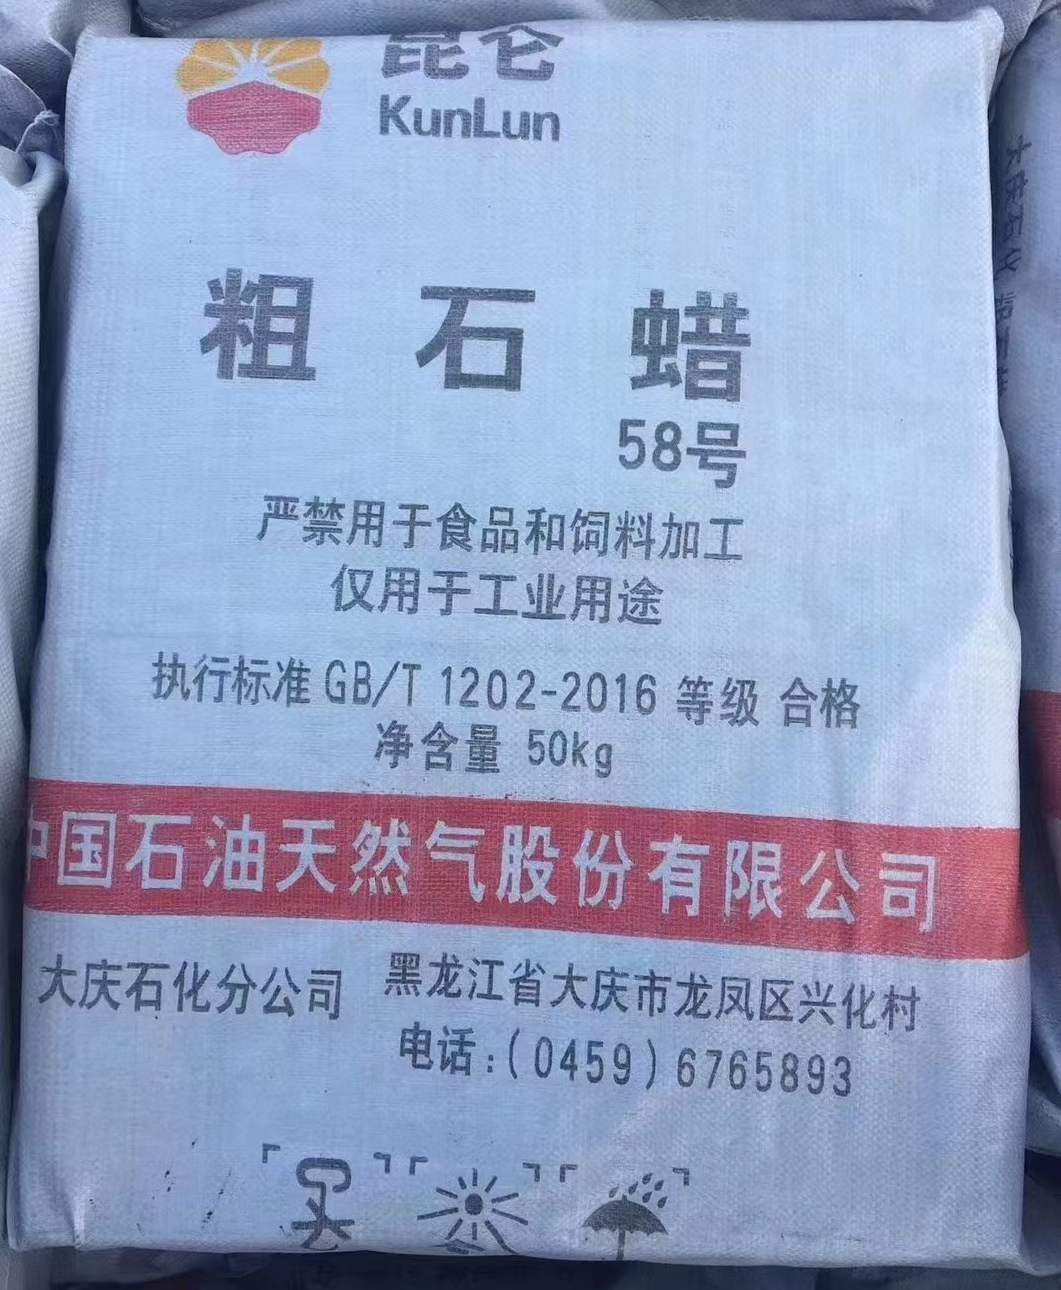 昆仑
KunLun
粗石蜡
58号
严禁用于食品和饲料加工
仅用于工业用途
执行标准 GB/T 1202-2016 等级 合格
净含量 50kg
中国石油天然气股份有限公司
大庆石化分公司
黑龙江省大庆市龙凤区兴化村
电话:(0459)6765893
大庆石化